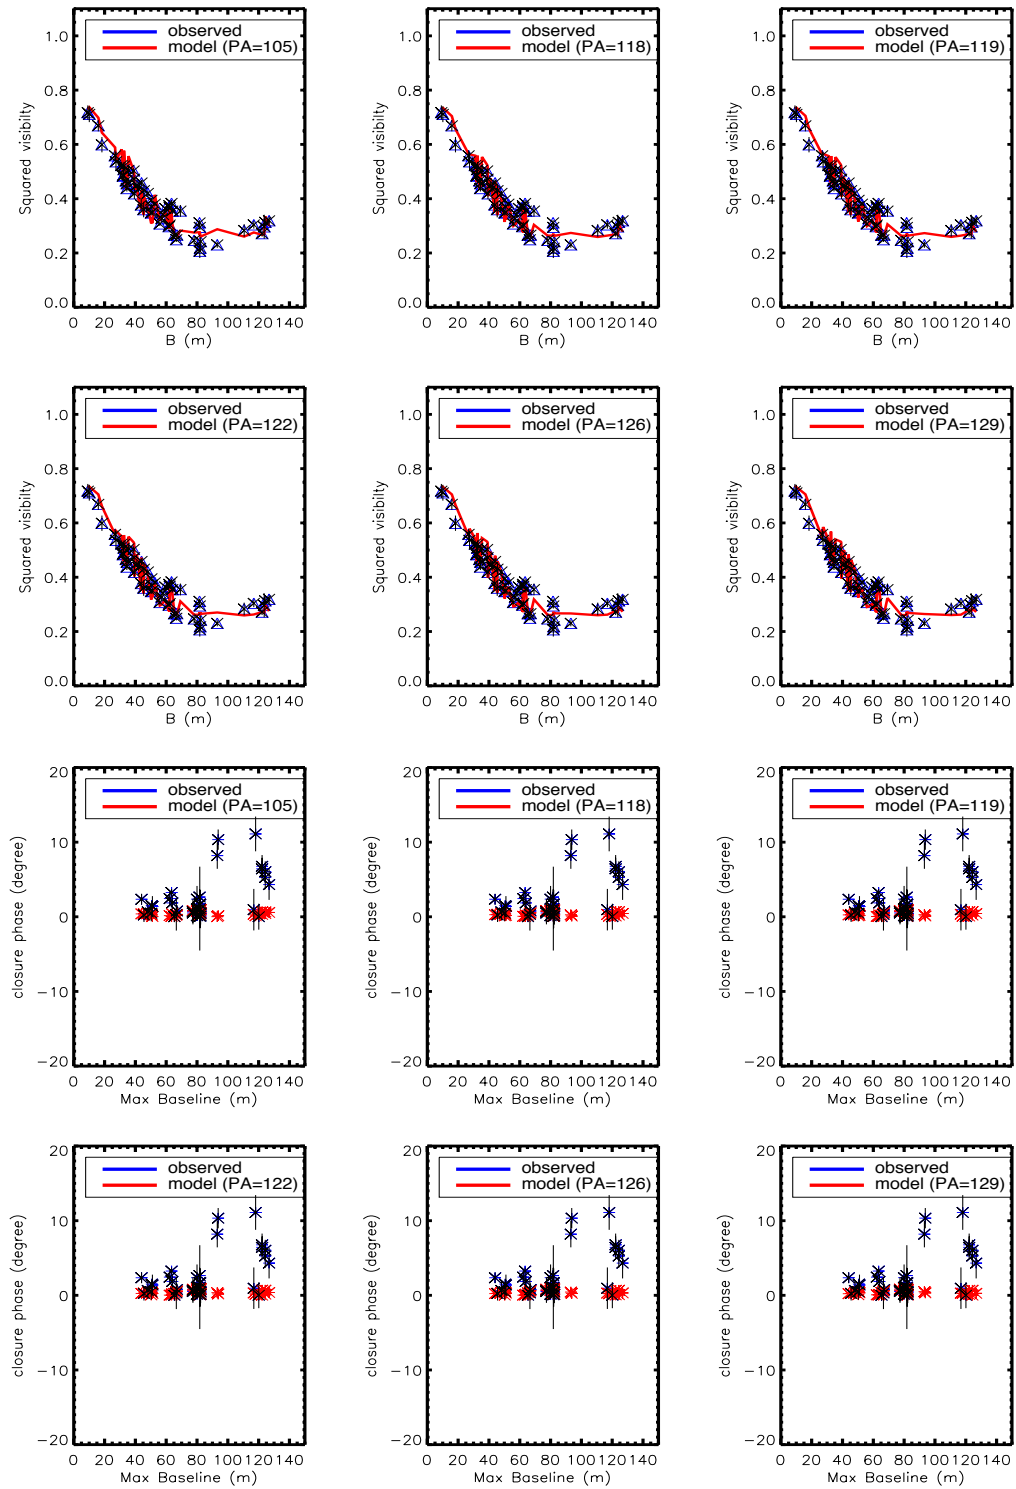 observed
model (PA=105)
Squared visibilty
1.0
0.8
0.6
0.4
0.2
0.0
0 20 40 60 80 100 120 140
B (m)
observed
model (PA=118)
Squared visibilty
1.0
0.8
0.6
0.4
0.2
0.0
0 20 40 60 80 100 120 140
B (m)
observed
model (PA=119)
Squared visibilty
1.0
0.8
0.6
0.4
0.2
0.0
0 20 40 60 80 100 120 140
B (m)
observed
model (PA=122)
Squared visibilty
1.0
0.8
0.6
0.4
0.2
0.0
0 20 40 60 80 100 120 140
B (m)
observed
model (PA=126)
Squared visibilty
1.0
0.8
0.6
0.4
0.2
0.0
0 20 40 60 80 100 120 140
B (m)
observed
model (PA=129)
Squared visibilty
1.0
0.8
0.6
0.4
0.2
0.0
0 20 40 60 80 100 120 140
B (m)
observed
model (PA=105)
closure phase (degree)
20
10
0
−10
−20
0 20 40 60 80 100 120 140
Max Baseline (m)
observed
model (PA=118)
closure phase (degree)
20
10
0
−10
−20
0 20 40 60 80 100 120 140
Max Baseline (m)
observed
model (PA=119)
closure phase (degree)
20
10
0
−10
−20
0 20 40 60 80 100 120 140
Max Baseline (m)
observed
model (PA=122)
closure phase (degree)
20
10
0
−10
−20
0 20 40 60 80 100 120 140
Max Baseline (m)
observed
model (PA=126)
closure phase (degree)
20
10
0
−10
−20
0 20 40 60 80 100 120 140
Max Baseline (m)
observed
model (PA=129)
closure phase (degree)
20
10
0
−10
−20
0 20 40 60 80 100 120 140
Max Baseline (m)